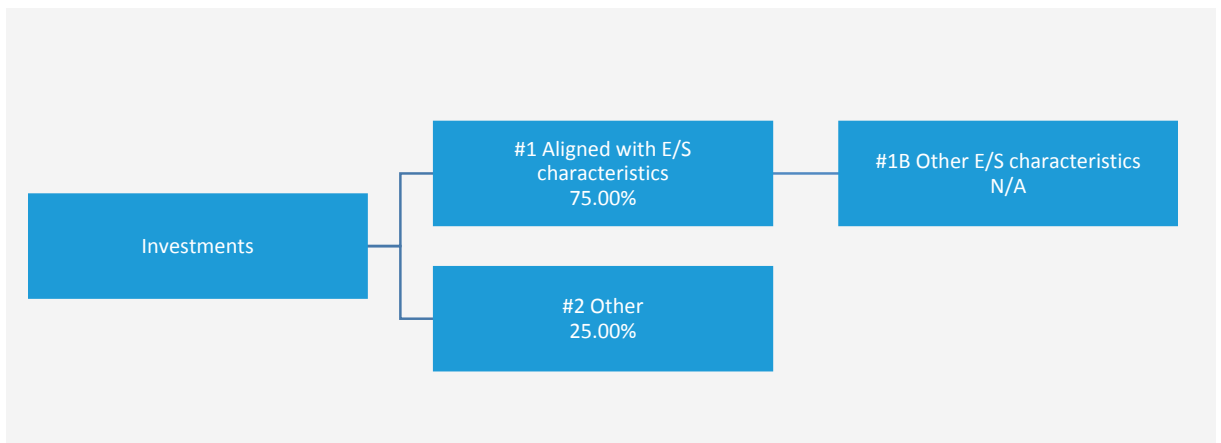 Investments
#1 Aligned with E/S
characteristics
75.00%
#1B Other E/S characteristics
N/A
#2 Other
25.00%